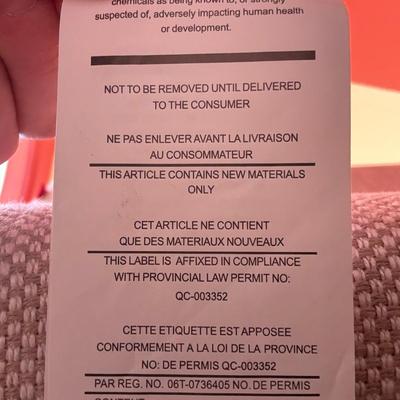 chemicals as being known to, or strongly
suspected of, adversely impacting human health
or development.
NOT TO BE REMOVED UNTIL DELIVERED
TO THE CONSUMER
NE PAS ENLEVER AVANT LA LIVRAISON
AU CONSOMMATEUR
THIS ARTICLE CONTAINS NEW MATERIALS
ONLY
CET ARTICLE NE CONTIENT
QUE DES MATERIAUX NOUVEAUX
THIS LABEL IS AFFIXED IN COMPLIANCE
WITH PROVINCIAL LAW PERMIT NO:
QC-003352
CETTE ETIQUETTE EST APPOSEE
CONFORMEMENT A LA LOI DE LA PROVINCE
NO: DE PERMIS QC-003352
PAR REG. NO. 06T-0736405 NO. DE PERMIS